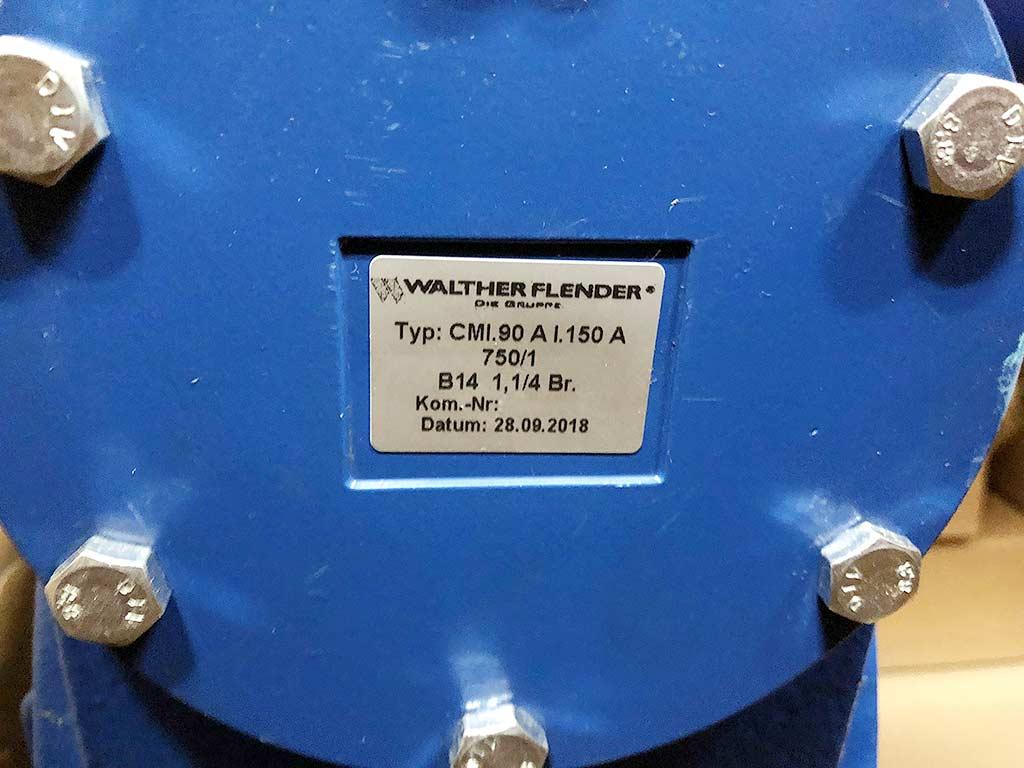 WALTHER FLENDER®
DIE GRUPPE
Typ: CMI.90 A I.150 A
750/1
B14 1,1/4 Br.
Kom.-Nr:
Datum: 28.09.2018